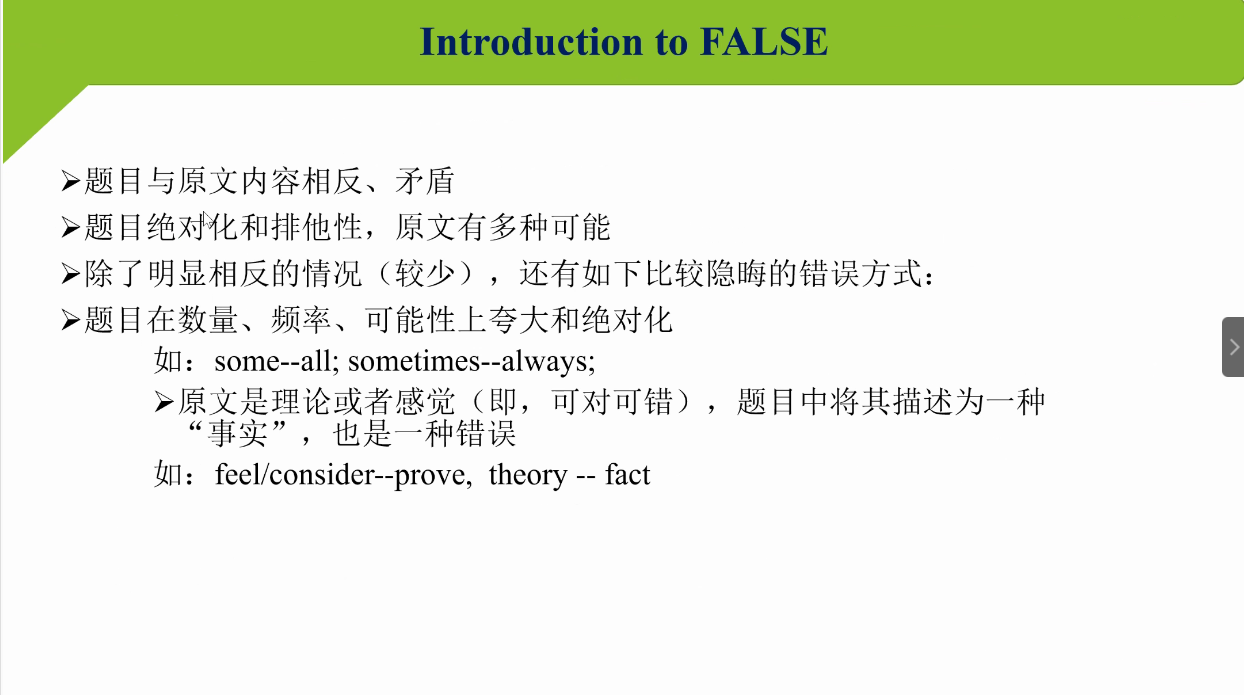 Introduction to FALSE
➢题目与原文内容相反、矛盾
➢题目绝对化和排他性，原文有多种可能
➢除了明显相反的情况（较少），还有如下比较隐晦的错误方式：
➢题目在数量、频率、可能性上夸大和绝对化
如：some--all; sometimes--always;
➢原文是理论或者感觉（即，可对可错），题目中将其描述为一种
“事实”，也是一种错误
如：feel/consider--prove, theory -- fact